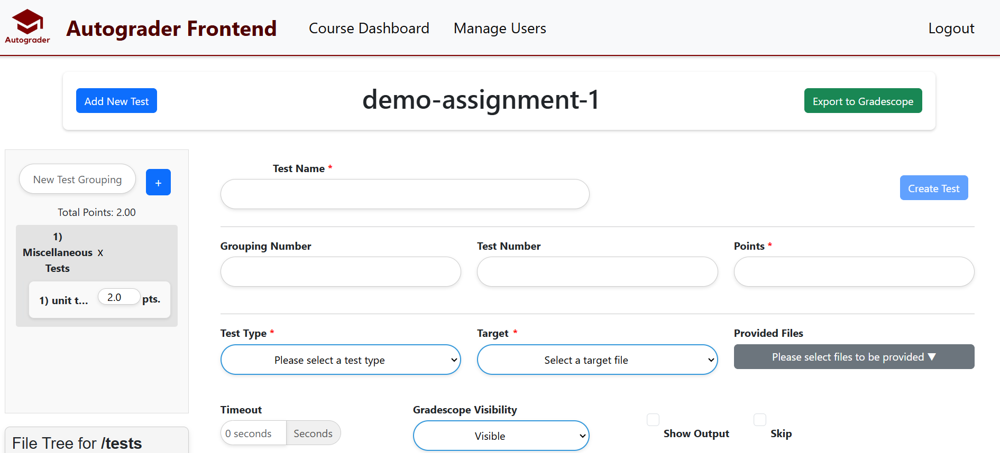 Autograder
Autograder Frontend
Course Dashboard
Manage Users
Logout
Add New Test
demo-assignment-1
Export to Gradescope
New Test Grouping
+
Total Points: 2.00
1)
Miscellaneous x
Tests
1) unit t... 2.0 pts.
File Tree for /tests
Test Name *
Create Test
Grouping Number
Test Number
Points *
Test Type *
Target *
Provided Files
Please select a test type
Select a target file
Please select files to be provided ▼
Timeout
Gradescope Visibility
0 seconds
Seconds
Visible
Show Output
Skip